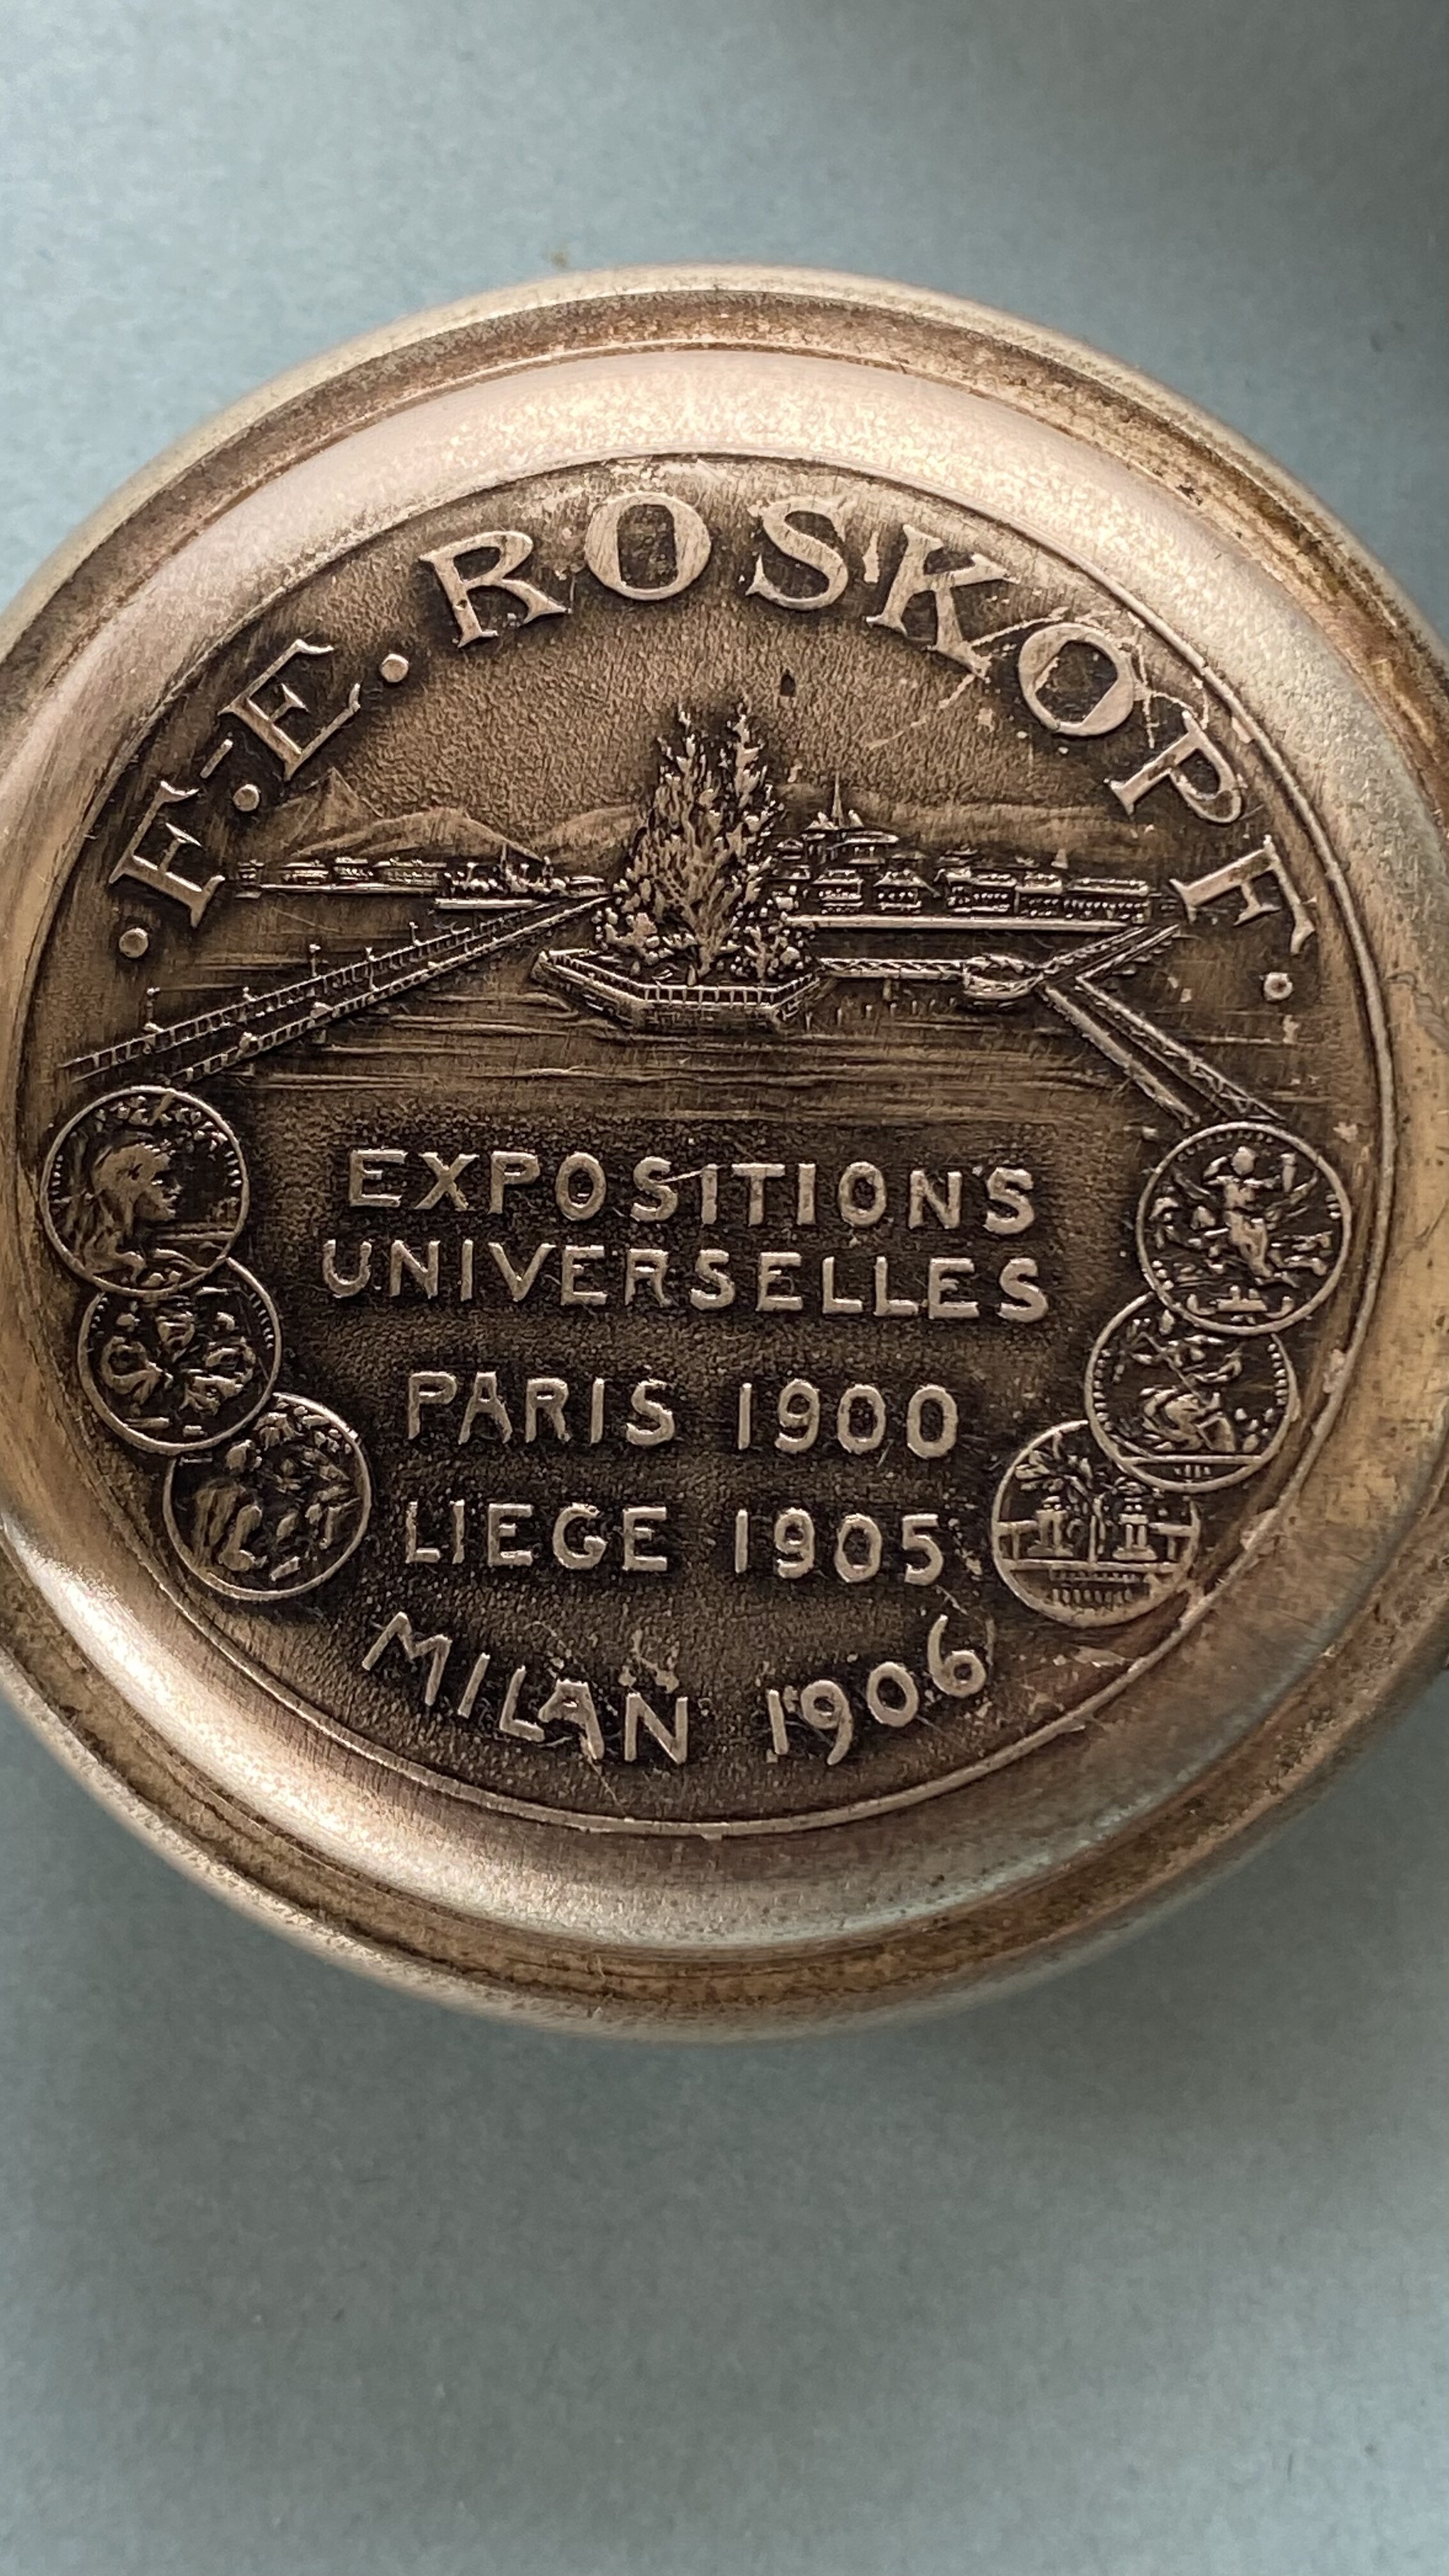 ·F.-E. ROSKOPF·
EXPOSITIONS
UNIVERSELLES
PARIS 1900
LIEGE 1905
MILAN 1906